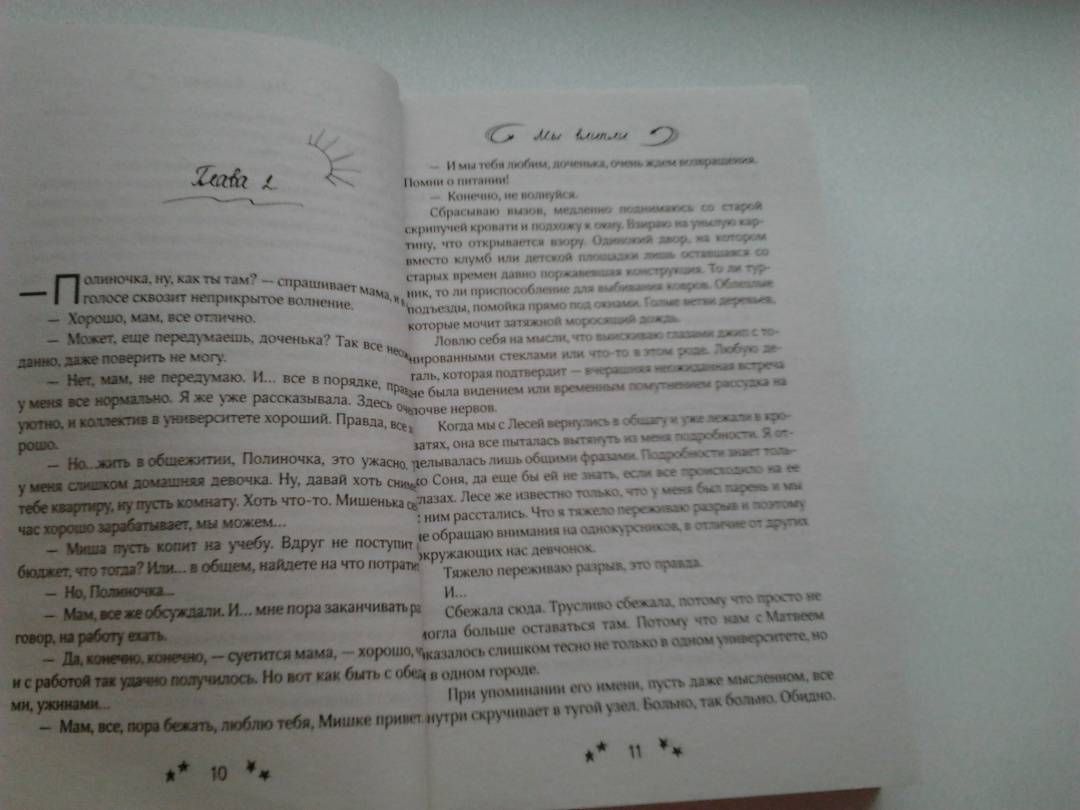 Глава 2
— Полиночка, ну, как ты там? — спрашивает мама, и в
голосе сквозит неприкрытое волнение.
— Хорошо, мам, все отлично.
— Может, еще передумаешь, доченька? Так все неож
данно, даже поверить не могу.
— Нет, мам, не передумаю. И... все в порядке, прав
у меня все нормально. Я же уже рассказывала. Здесь оче
уютно, и коллектив в университете хороший. Правда, все х
рошо.
— Но...жить в общежитии, Полиночка, это ужасно,
у меня слишком домашняя девочка. Ну, давай хоть сним
тебе квартиру, ну пусть комнату. Хоть что-то. Мишенька се
час хорошо зарабатывает, мы можем...
— Миша пусть копит на учебу. Вдруг не поступит
бюджет, что тогда? Или... в общем, найдете на что потрати
— Но, Полиночка...
— Мам, все же обсуждали. И... мне пора заканчивать ра
говор, на работу ехать.
— Да, конечно, конечно, — суетится мама, — хорошо, ч
и с работой так удачно получилось. Но вот как быть с обед
ми, ужинами...
— Мам, все, пора бежать, люблю тебя, Мишке привет.
10
Мы влипли
— И мы тебя любим, доченька, очень ждем возвращения.
Помни о питании!
— Конечно, не волнуйся.
Сбрасываю вызов, медленно поднимаюсь со старой
скрипучей кровати и подхожу к окну. Взираю на унылую кар-
тину, что открывается взору. Одинокий двор, на котором
вместо клумб или детской площадки лишь оставшаяся со
старых времен давно поржавевшая конструкция. То ли тур-
ник, то ли приспособление для выбивания ковров. Облезлые
подъезды, помойка прямо под окнами. Голые ветви деревьев,
которые мочит затяжной моросящий дождь.
Ловлю себя на мысли, что выискиваю глазами джип с то-
нированными стеклами или что-то в этом роде. Любую де-
таль, которая подтвердит — вчерашняя неожиданная встреча
не была видением или временным помутнением рассудка на
почве нервов.
Когда мы с Лесей вернулись в общагу и уже лежали в кро-
ватях, она все пыталась вытянуть из меня подробности. Я от-
делывалась лишь общими фразами. Подробности знает толь-
ко Соня, да еще бы ей не знать, если все происходило на ее
глазах. Лесе же известно только, что у меня был парень и мы
с ним расстались. Что я тяжело переживаю разрыв и поэтому
не обращаю внимания на однокурсников, в отличие от других
окружающих нас девчонок.
Тяжело переживаю разрыв, это правда.
И...
Сбежала сюда. Трусливо сбежала, потому что просто не
могла больше оставаться там. Потому что нам с Матвеем
оказалось слишком тесно не только в одном университете, но
и в одном городе.
При упоминании его имени, пусть даже мысленном, все
внутри скручивает в тугой узел. Больно, так больно. Обидно.
11